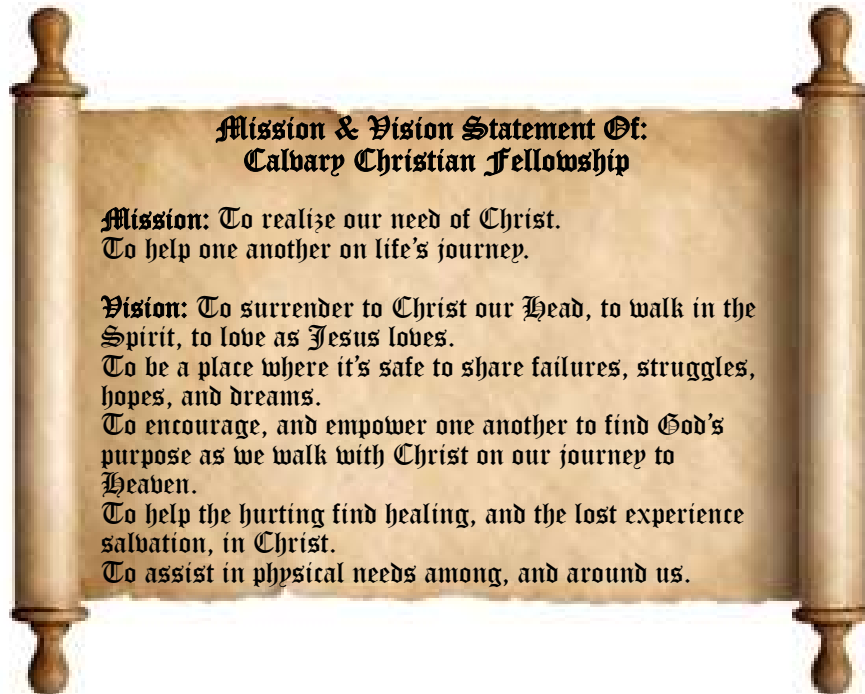 Mission & Vision Statement Of:
Calvary Christian Fellowship
Mission: To realize our need of Christ.
To help one another on life's journey.
Vision: To surrender to Christ our Head, to walk in the
Spirit, to love as Jesus loves.
To be a place where it's safe to share failures, struggles,
hopes, and dreams.
To encourage, and empower one another to find God's
purpose as we walk with Christ on our journey to
Heaven.
To help the hurting find healing, and the lost experience
salvation, in Christ.
To assist in physical needs among, and around us.